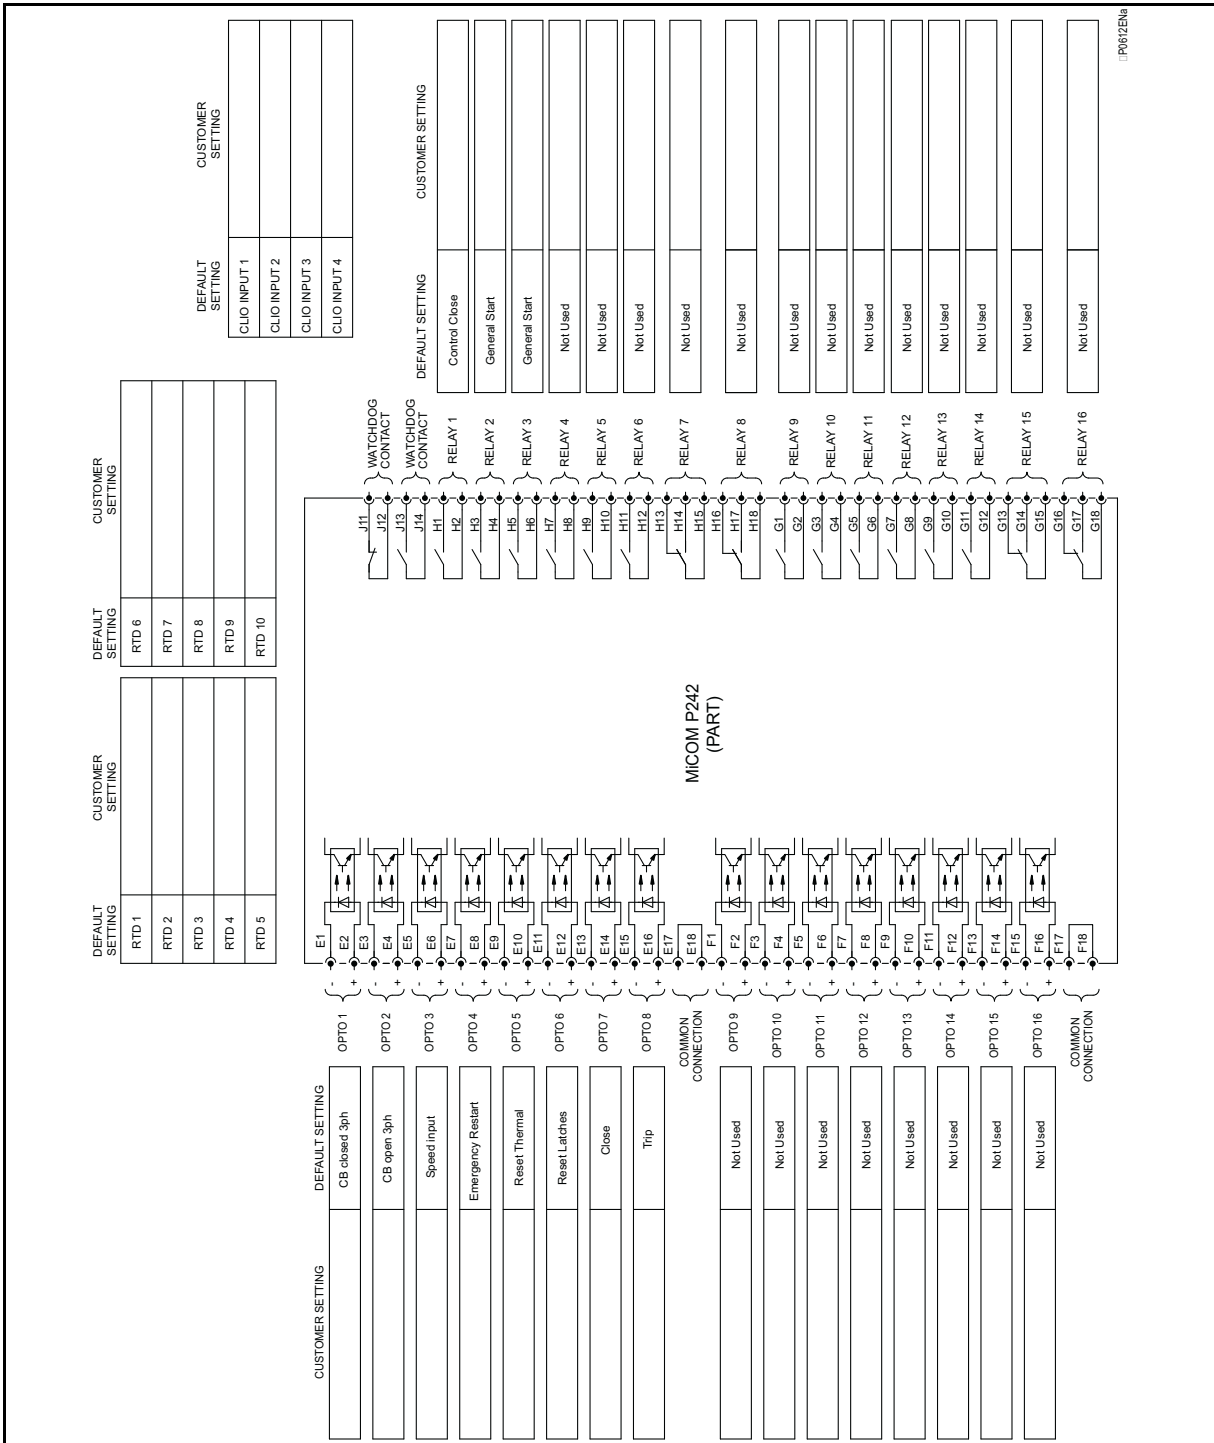 DEFAULT SETTING
CUSTOMER SETTING
DEFAULT SETTING
CUSTOMER SETTING
RTD 1
RTD 2
RTD 3
RTD 4
RTD 5
RTD 6
RTD 7
RTD 8
RTD 9
RTD 10
DEFAULT SETTING
CUSTOMER SETTING
CLIO INPUT 1
CLIO INPUT 2
CLIO INPUT 3
CLIO INPUT 4
MiCOM P242
(PART)
CUSTOMER SETTING
DEFAULT SETTING
CB closed 3ph OPTO 1 - + E1 E2
CB open 3ph OPTO 2 - + E3 E4
Speed input OPTO 3 - + E5 E6
Emergency Restart OPTO 4 - + E7 E8
Reset Thermal OPTO 5 - + E9 E10
Reset Latches OPTO 6 - + E11 E12
Close OPTO 7 - + E13 E14
Trip OPTO 8 - + E15 E16
COMMON CONNECTION E17 E18
Not Used OPTO 9 - + F1 F2
Not Used OPTO 10 - + F3 F4
Not Used OPTO 11 - + F5 F6
Not Used OPTO 12 - + F7 F8
Not Used OPTO 13 - + F9 F10
Not Used OPTO 14 - + F11 F12
Not Used OPTO 15 - + F13 F14
Not Used OPTO 16 - + F15 F16
COMMON CONNECTION F17 F18
DEFAULT SETTING
CUSTOMER SETTING
J11 J12 WATCHDOG CONTACT
J13 J14 WATCHDOG CONTACT
H1 H2 RELAY 1 Control Close
H3 H4 RELAY 2 General Start
H5 H6 RELAY 3 General Start
H7 H8 RELAY 4 Not Used
H9 H10 RELAY 5 Not Used
H11 H12 RELAY 6 Not Used
H13 H14 H15 RELAY 7 Not Used
H16 H17 H18 RELAY 8 Not Used
G1 G2 RELAY 9 Not Used
G3 G4 RELAY 10 Not Used
G5 G6 RELAY 11 Not Used
G7 G8 RELAY 12 Not Used
G9 G10 RELAY 13 Not Used
G11 G12 RELAY 14 Not Used
G13 G14 G15 RELAY 15 Not Used
G16 G17 G18 RELAY 16 Not Used
P0612ENa